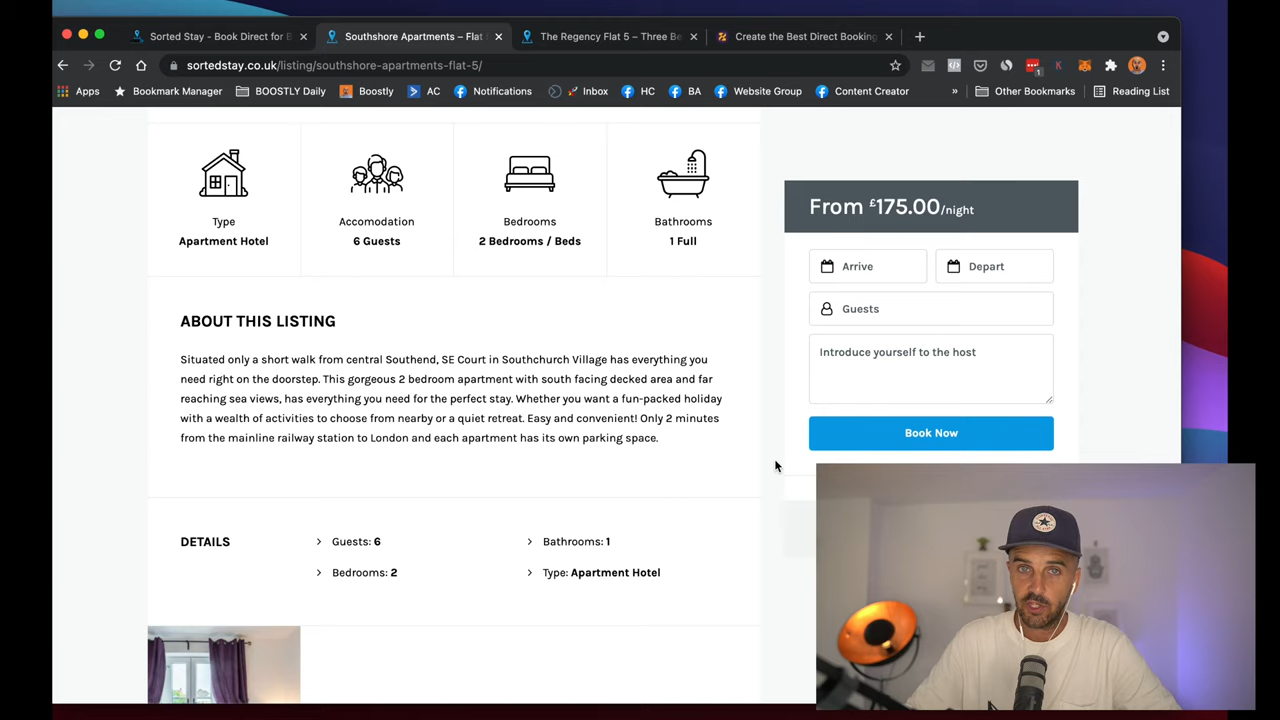 Sorted Stay - Book Direct for B
Southshore Apartments – Flat
The Regency Flat 5 – Three Be
Create the Best Direct Booking
sortedstay.co.uk/listing/southshore-apartments-flat-5/
Apps
Bookmark Manager
BOOSTLY Daily
Boostly
AC
Notifications
Inbox
HC
BA
Website Group
Content Creator
»
Other Bookmarks
Reading List
Type
Apartment Hotel
Accomodation
6 Guests
Bedrooms
2 Bedrooms / Beds
Bathrooms
1 Full
From £175.00/night
Arrive
Depart
Guests
Introduce yourself to the host
Book Now
ABOUT THIS LISTING
Situated only a short walk from central Southend, SE Court in Southchurch Village has everything you
need right on the doorstep. This gorgeous 2 bedroom apartment with south facing decked area and far
reaching sea views, has everything you need for the perfect stay. Whether you want a fun-packed holiday
with a wealth of activities to choose from nearby or a quiet retreat. Easy and convenient! Only 2 minutes
from the mainline railway station to London and each apartment has its own parking space.
DETAILS
Guests: 6
Bathrooms: 1
Bedrooms: 2
Type: Apartment Hotel